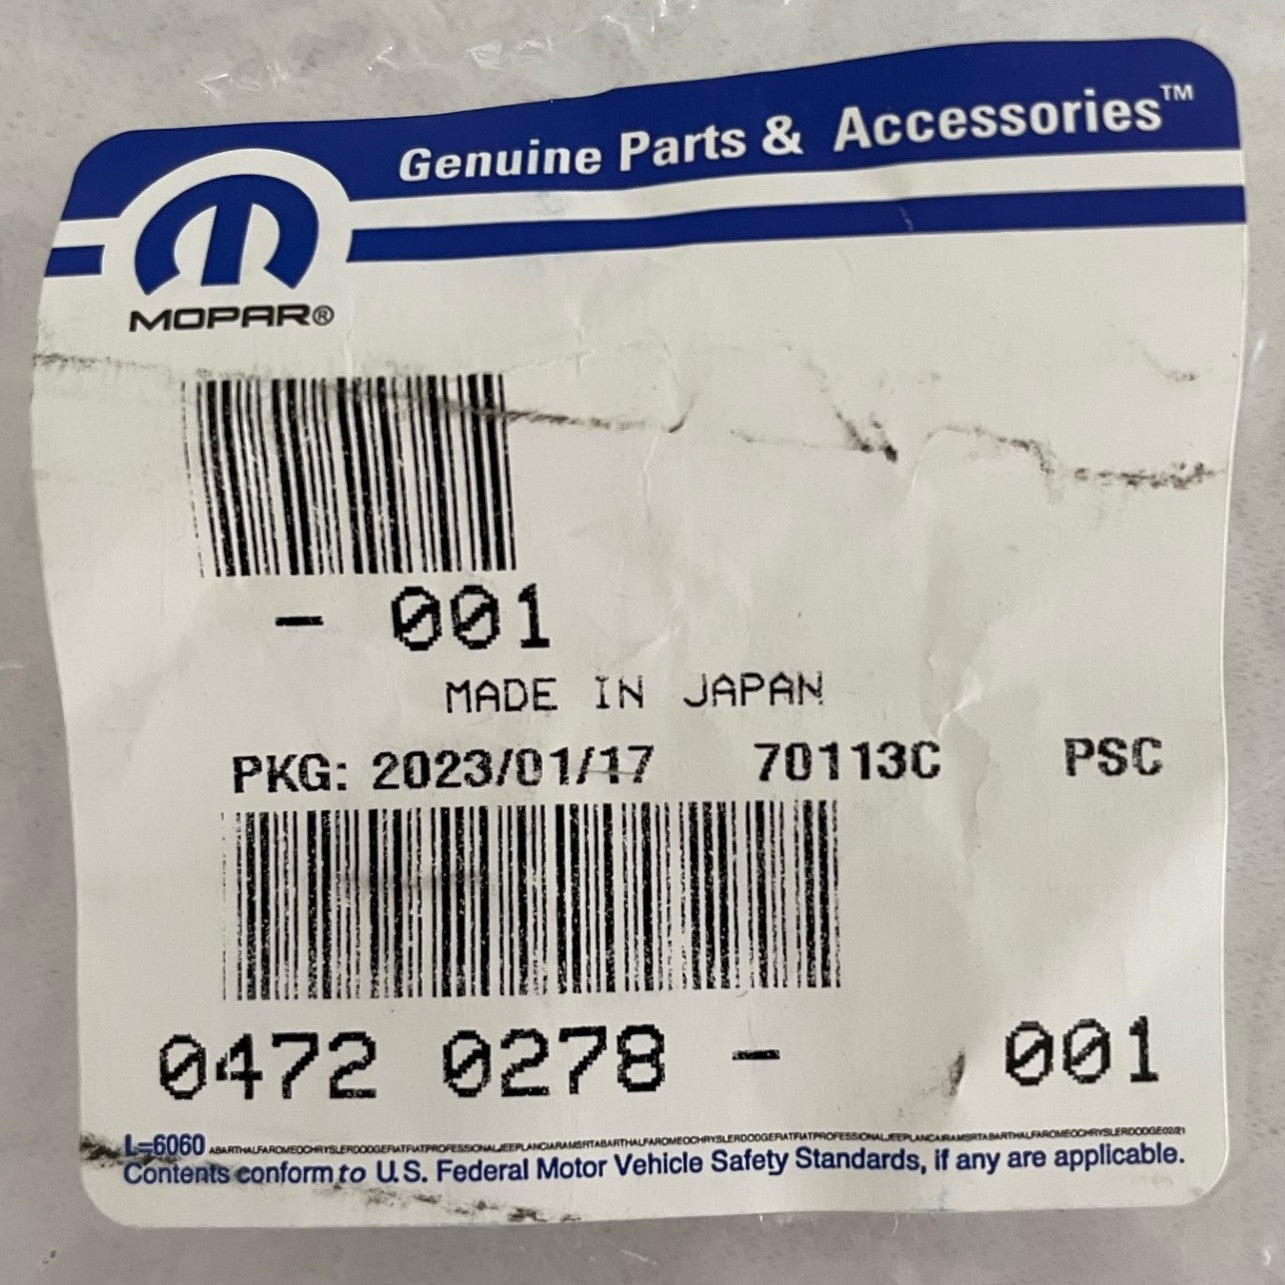 Genuine Parts & Accessories™
MOPAR®
- 001
MADE IN JAPAN
PKG: 2023/01/17 70113C PSC
0472 0278 - 001
L=6060
Contents conform to U.S. Federal Motor Vehicle Safety Standards, if any are applicable.